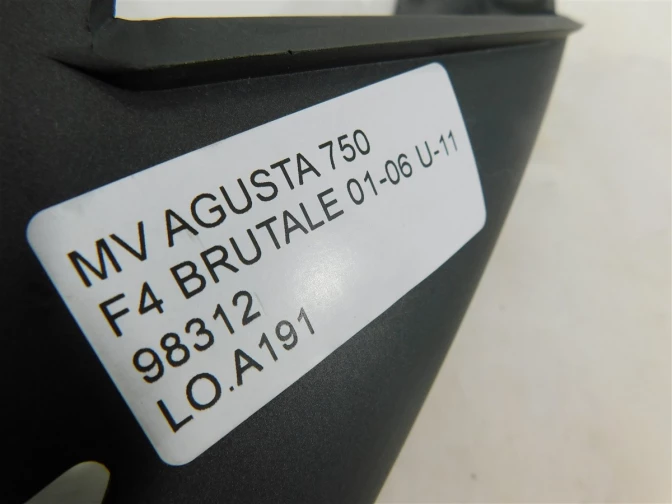 MV AGUSTA 750
F4 BRUTALE 01-06 U-11
98312
LO.A191